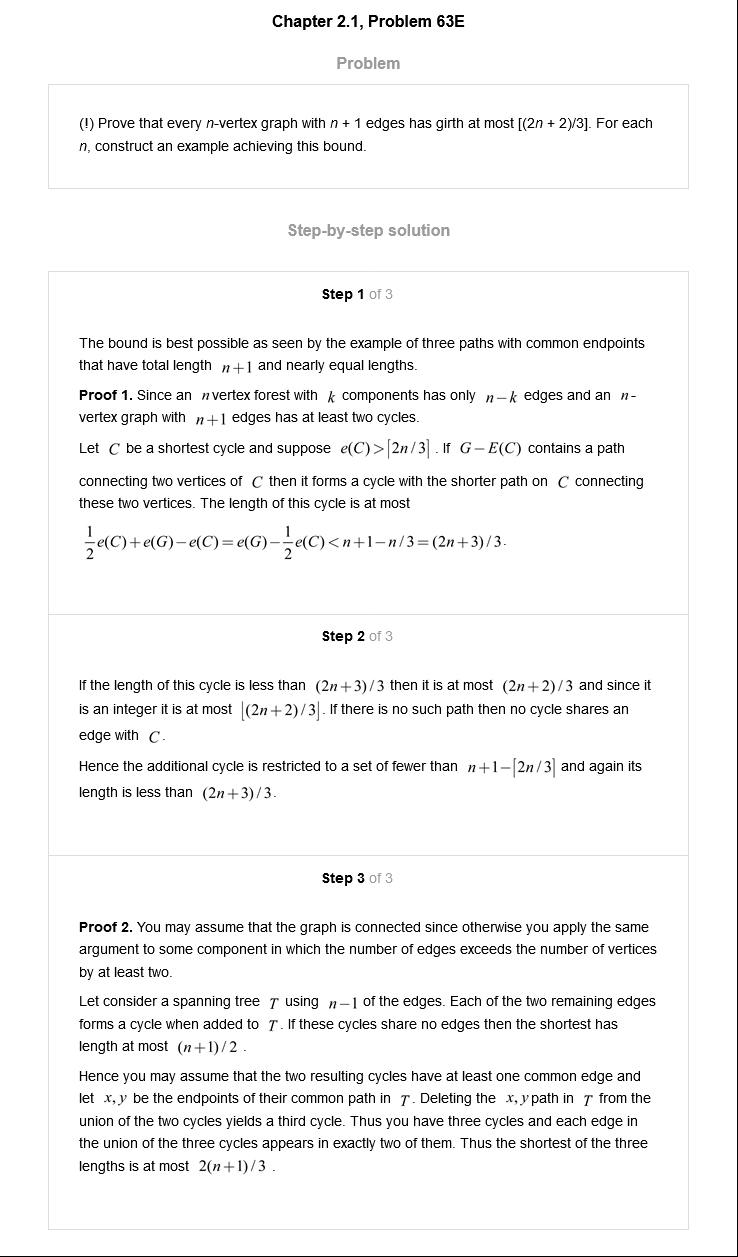 Chapter 2.1, Problem 63E
Problem
(!) Prove that every n-vertex graph with n + 1 edges has girth at most [(2n + 2)/3]. For each
n, construct an example achieving this bound.
Step-by-step solution
Step 1 of 3
The bound is best possible as seen by the example of three paths with common endpoints
that have total length n+1 and nearly equal lengths.
Proof 1. Since an n vertex forest with k components has only n−k edges and an n-
vertex graph with n+1 edges has at least two cycles.
Let C be a shortest cycle and suppose e(C)>⌈2n/3⌉. If G−E(C) contains a path
connecting two vertices of C then it forms a cycle with the shorter path on C connecting
these two vertices. The length of this cycle is at most
1/2 e(C)+e(G)−e(C)=e(G)−1/2 e(C)<n+1−n/3=(2n+3)/3.
Step 2 of 3
If the length of this cycle is less than (2n+3)/3 then it is at most (2n+2)/3 and since it
is an integer it is at most ⌊(2n+2)/3⌋. If there is no such path then no cycle shares an
edge with C.
Hence the additional cycle is restricted to a set of fewer than n+1−⌈2n/3⌉ and again its
length is less than (2n+3)/3.
Step 3 of 3
Proof 2. You may assume that the graph is connected since otherwise you apply the same
argument to some component in which the number of edges exceeds the number of vertices
by at least two.
Let consider a spanning tree T using n−1 of the edges. Each of the two remaining edges
forms a cycle when added to T. If these cycles share no edges then the shortest has
length at most (n+1)/2 .
Hence you may assume that the two resulting cycles have at least one common edge and
let x,y be the endpoints of their common path in T. Deleting the x,y path in T from the
union of the two cycles yields a third cycle. Thus you have three cycles and each edge in
the union of the three cycles appears in exactly two of them. Thus the shortest of the three
lengths is at most 2(n+1)/3 .